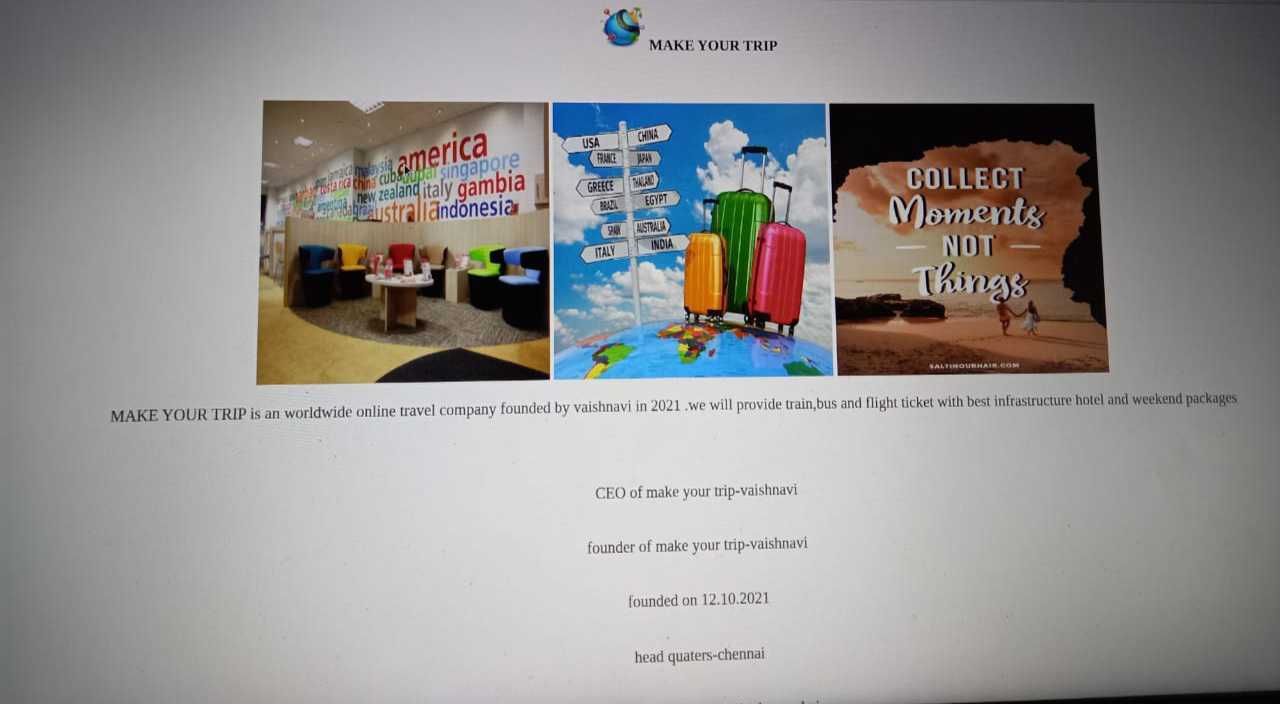 MAKE YOUR TRIP
america
jamaica malaysia cuba dubai singapore
costa rica china new zealand italy gambia
argentina australia indonesia
USA
CHINA
FRANCE
JAPAN
GREECE
THAILAND
BRAZIL
EGYPT
SPAIN
AUSTRALIA
ITALY
INDIA
COLLECT
Moments
NOT
Things
SALTINOURHAIR.COM
MAKE YOUR TRIP is an worldwide online travel company founded by vaishnavi in 2021 .we will provide train,bus and flight ticket with best infrastructure hotel and weekend packages
CEO of make your trip-vaishnavi
founder of make your trip-vaishnavi
founded on 12.10.2021
head quaters-chennai